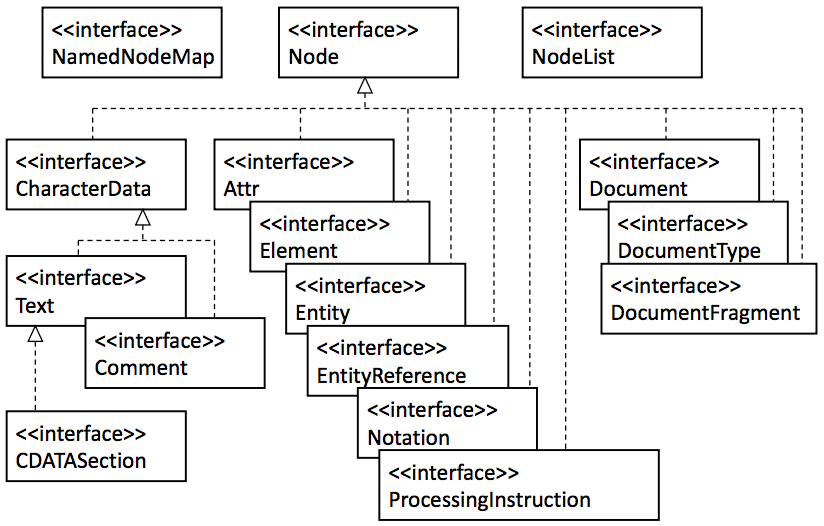 <<interface>>
NamedNodeMap
<<interface>>
Node
<<interface>>
NodeList
<<interface>>
CharacterData
<<interface>>
Attr
<<interface>>
Document
<<interface>>
Element
<<interface>>
DocumentType
<<interface>>
Text
<<interface>>
Entity
<<interface>>
DocumentFragment
<<interface>>
Comment
<<interface>>
EntityReference
<<interface>>
CDATASection
<<interface>>
Notation
<<interface>>
ProcessingInstruction